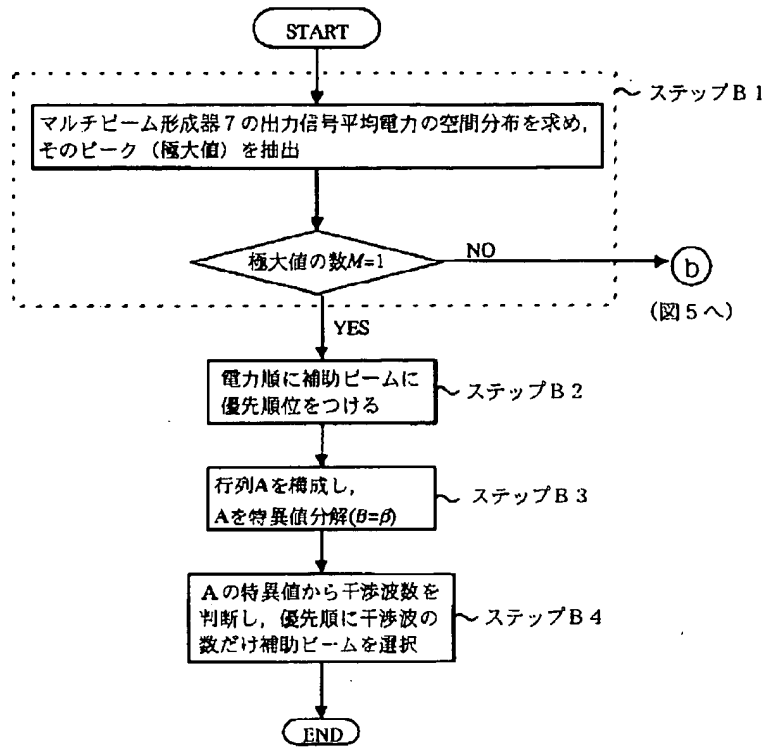 START
ステップB1
マルチビーム形成器7の出力信号平均電力の空間分布を求め,
そのピーク(極大値)を抽出
極大値の数M=1
NO
b
(図5へ)
YES
電力順に補助ビームに
優先順位をつける
ステップB2
行列Aを構成し,
Aを特異値分解(B=β)
ステップB3
Aの特異値から干渉波数を
判断し,優先順に干渉波の
数だけ補助ビームを選択
ステップB4
END